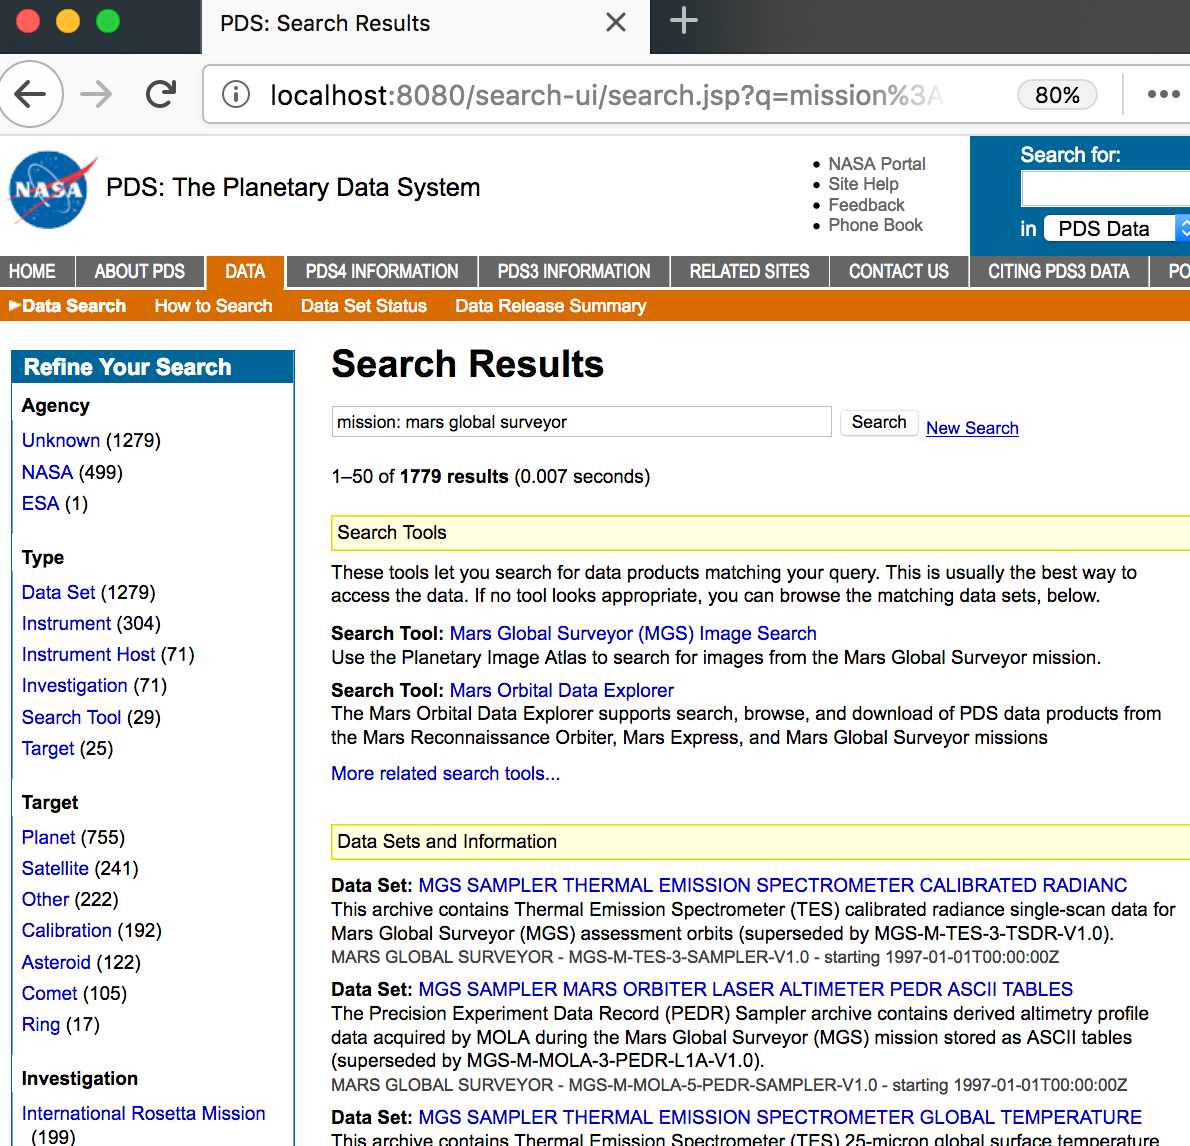 PDS: Search Results
localhost:8080/search-ui/search.jsp?q=mission%3A
80%
NASA
PDS: The Planetary Data System
NASA Portal
Site Help
Feedback
Phone Book
Search for:
in PDS Data
HOME ABOUT PDS DATA PDS4 INFORMATION PDS3 INFORMATION RELATED SITES CONTACT US CITING PDS3 DATA PO
Data Search How to Search Data Set Status Data Release Summary
Refine Your Search
Agency
Unknown (1279)
NASA (499)
ESA (1)
Type
Data Set (1279)
Instrument (304)
Instrument Host (71)
Investigation (71)
Search Tool (29)
Target (25)
Target
Planet (755)
Satellite (241)
Other (222)
Calibration (192)
Asteroid (122)
Comet (105)
Ring (17)
Investigation
International Rosetta Mission
(199)
Search Results
mission: mars global surveyor
Search New Search
1–50 of 1779 results (0.007 seconds)
Search Tools
These tools let you search for data products matching your query. This is usually the best way to
access the data. If no tool looks appropriate, you can browse the matching data sets, below.
Search Tool: Mars Global Surveyor (MGS) Image Search
Use the Planetary Image Atlas to search for images from the Mars Global Surveyor mission.
Search Tool: Mars Orbital Data Explorer
The Mars Orbital Data Explorer supports search, browse, and download of PDS data products from
the Mars Reconnaissance Orbiter, Mars Express, and Mars Global Surveyor missions
More related search tools...
Data Sets and Information
Data Set: MGS SAMPLER THERMAL EMISSION SPECTROMETER CALIBRATED RADIANC
This archive contains Thermal Emission Spectrometer (TES) calibrated radiance single-scan data for
Mars Global Surveyor (MGS) assessment orbits (superseded by MGS-M-TES-3-TSDR-V1.0).
MARS GLOBAL SURVEYOR - MGS-M-TES-3-SAMPLER-V1.0 - starting 1997-01-01T00:00:00Z
Data Set: MGS SAMPLER MARS ORBITER LASER ALTIMETER PEDR ASCII TABLES
The Precision Experiment Data Record (PEDR) Sampler archive contains derived altimetry profile
data acquired by MOLA during the Mars Global Surveyor (MGS) mission stored as ASCII tables
(superseded by MGS-M-MOLA-3-PEDR-L1A-V1.0).
MARS GLOBAL SURVEYOR - MGS-M-MOLA-5-PEDR-SAMPLER-V1.0 - starting 1997-01-01T00:00:00Z
Data Set: MGS SAMPLER THERMAL EMISSION SPECTROMETER GLOBAL TEMPERATURE
This archive contains Thermal Emission Spectrometer (TES) 25-micron global surface temperature